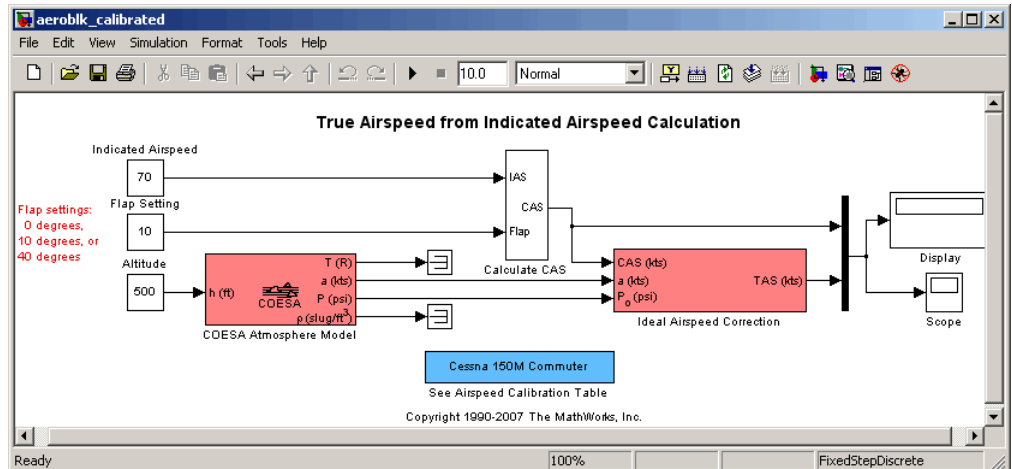 aeroblk_calibrated
File Edit View Simulation Format Tools Help
10.0 Normal
True Airspeed from Indicated Airspeed Calculation
Indicated Airspeed
70
IAS
Flap settings:
0 degrees,
10 degrees, or
40 degrees
Flap Setting
10
CAS
Flap
Calculate CAS
Altitude
500
h (ft)
COESA
T (R)
a (kts)
P (psi)
ρ (slug/ft³)
COESA Atmosphere Model
CAS (kts)
a (kts)
P₀ (psi)
TAS (kts)
Ideal Airspeed Correction
Display
Scope
Cessna 150M Commuter
See Airspeed Calibration Table
Copyright 1990-2007 The MathWorks, Inc.
Ready 100% FixedStepDiscrete